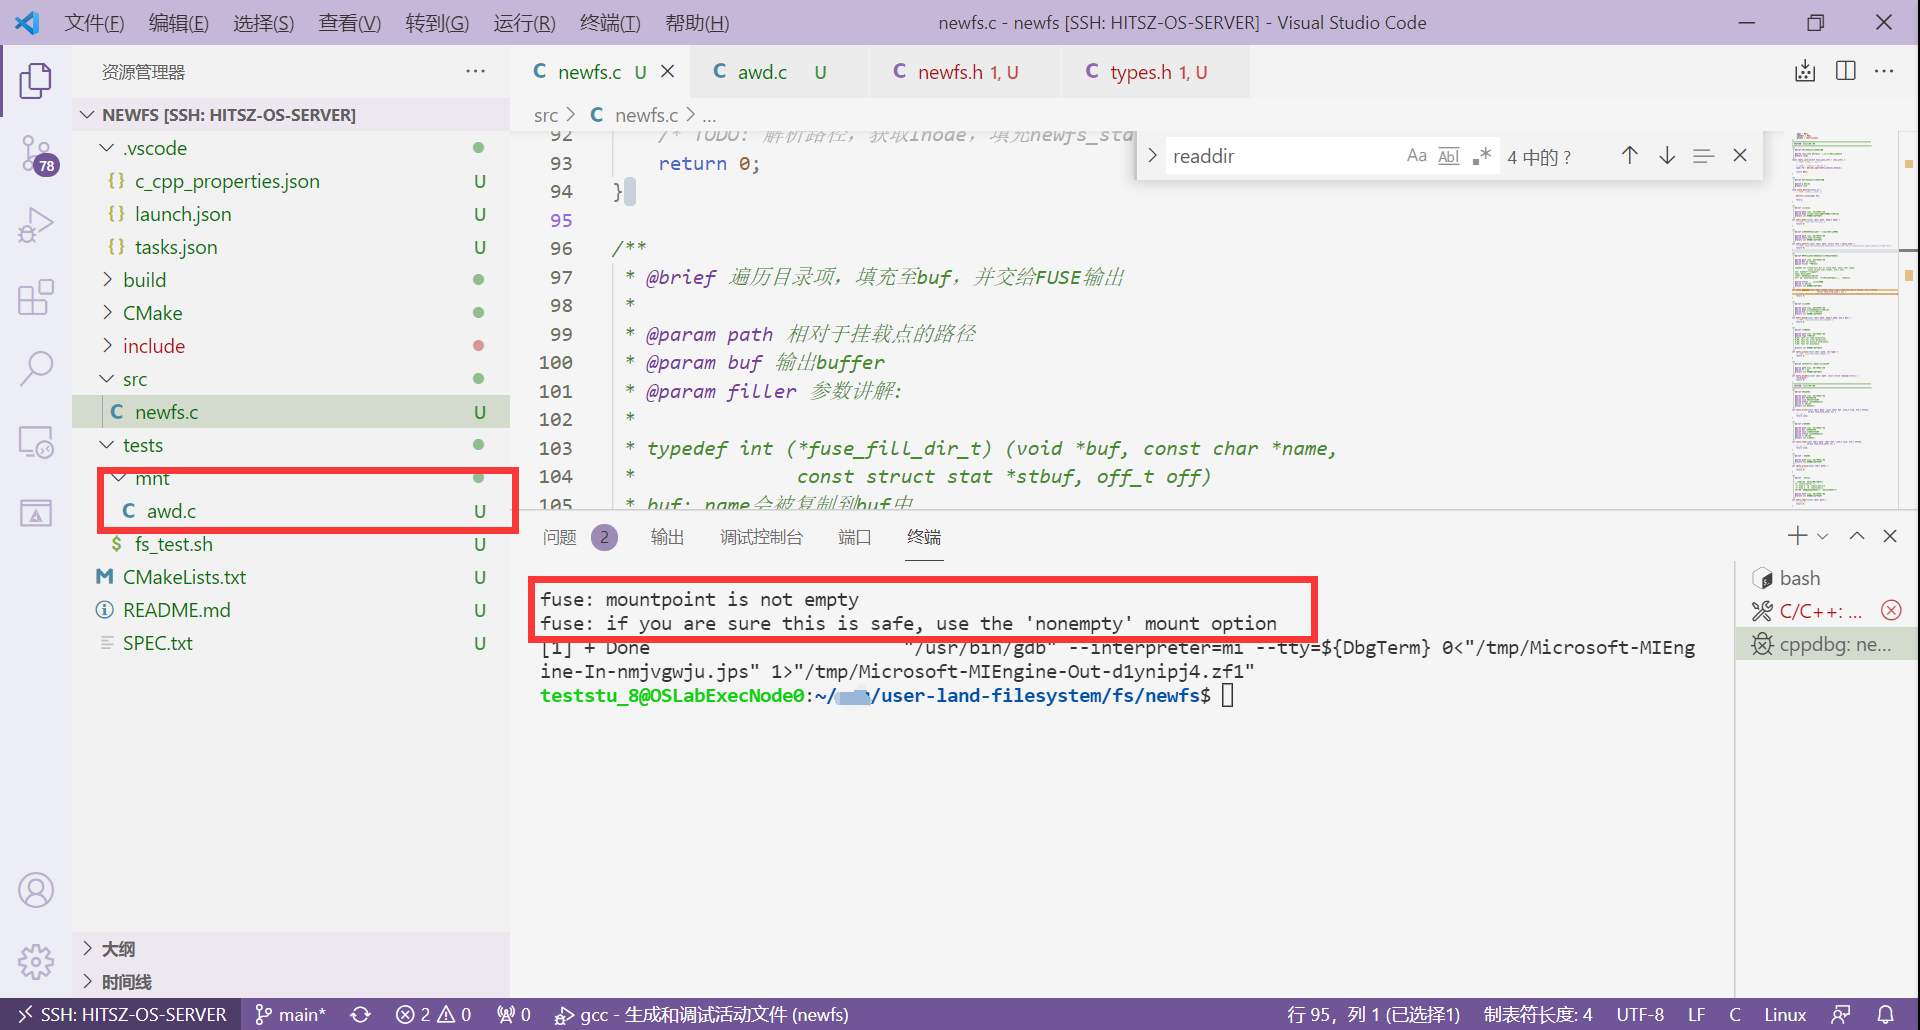 文件(F) 编辑(E) 选择(S) 查看(V) 转到(G) 运行(R) 终端(T) 帮助(H)
newfs.c - newfs [SSH: HITSZ-OS-SERVER] - Visual Studio Code
资源管理器
NEWFS [SSH: HITSZ-OS-SERVER]
.vscode
c_cpp_properties.json U
launch.json U
tasks.json U
build
CMake
include
src
newfs.c U
tests
mnt
awd.c U
fs_test.sh U
CMakeLists.txt U
README.md U
SPEC.txt U
大纲
时间线
78
newfs.c U
awd.c U
newfs.h 1, U
types.h 1, U
src > C newfs.c > ...
readdir
Aa Abl .* 4 中的 ?
92 /* TODO: 解析路径，获取Inode，填充newfs_sta
93 return 0;
94 }
95
96 /**
97 * @brief 遍历目录项，填充至buf，并交给FUSE输出
98 *
99 * @param path 相对于挂载点的路径
100 * @param buf 输出buffer
101 * @param filler 参数讲解:
102 *
103 * typedef int (*fuse_fill_dir_t) (void *buf, const char *name,
104 * const struct stat *stbuf, off_t off)
105 * buf: name会被复制到buf中
问题 2 输出 调试控制台 端口 终端
fuse: mountpoint is not empty
fuse: if you are sure this is safe, use the 'nonempty' mount option
[1] + Done "/usr/bin/gdb" --interpreter=mi --tty=${DbgTerm} 0<"/tmp/Microsoft-MIEng
ine-In-nmjvgwju.jps" 1>"/tmp/Microsoft-MIEngine-Out-d1ynipj4.zf1"
teststu_8@OSLabExecNode0:~/ /user-land-filesystem/fs/newfs$
bash
C/C++: ...
cppdbg: ne...
SSH: HITSZ-OS-SERVER main* 2 0 0 gcc - 生成和调试活动文件 (newfs)
行 95，列 1 (已选择1) 制表符长度: 4 UTF-8 LF C Linux